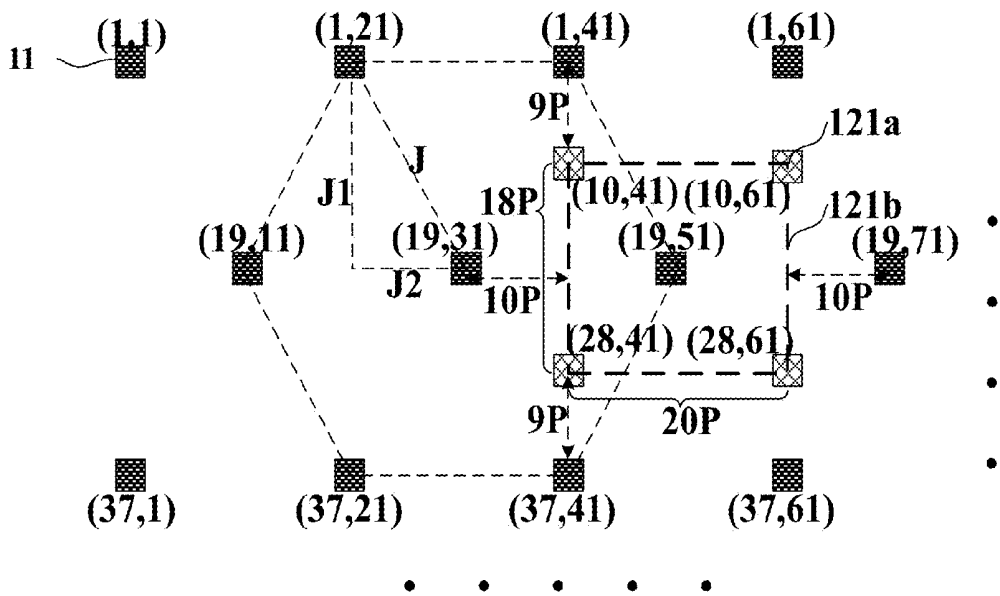 (1,1) (1,21) (1,41) (1,61)
11
9P
121a
J
18P
(10,41) (10,61)
J1
121b
(19,11) (19,31) (19,51) (19,71)
J2
10P 10P
(28,41) (28,61)
9P
20P
(37,1) (37,21) (37,41) (37,61)